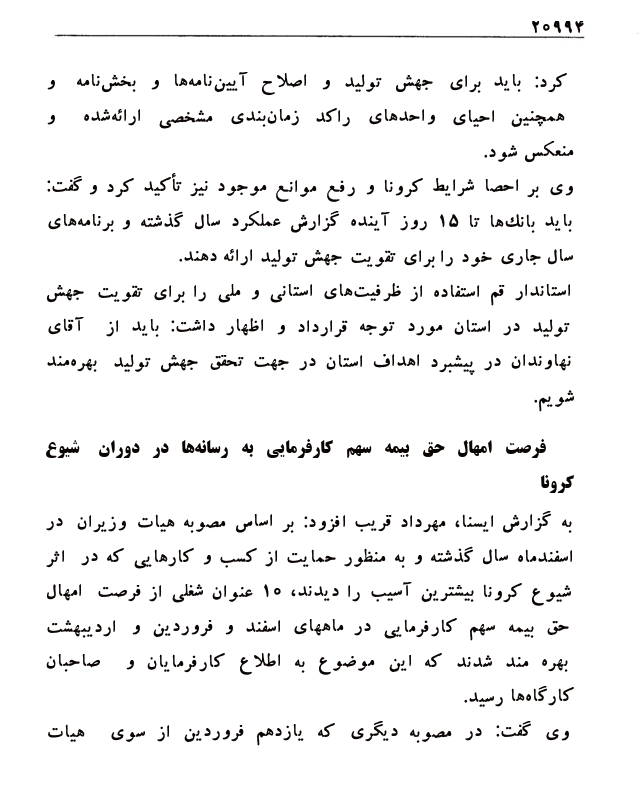 ۲۰۹۹۴
کرد: باید برای جهش تولید و اصلاح آیین‌نامه‌ها و بخش‌نامه و
همچنین احیای واحدهای راکد زمان‌بندی مشخصی ارائه‌شده و
منعکس شود.
وی بر احصا شرایط کرونا و رفع موانع موجود نیز تأکید کرد و گفت:
باید بانک‌ها تا ۱۵ روز آینده گزارش عملکرد سال گذشته و برنامه‌های
سال جاری خود را برای تقویت جهش تولید ارائه دهند.
استاندار قم استفاده از ظرفیت‌های استانی و ملی را برای تقویت جهش
تولید در استان مورد توجه قرارداد و اظهار داشت: باید از آقای
نهاوندان در پیشبرد اهداف استان در جهت تحقق جهش تولید بهره‌مند
شویم.
فرصت امهال حق بیمه سهم کارفرمایی به رسانه‌ها در دوران شیوع
کرونا
به گزارش ایسنا، مهرداد قریب افزود: بر اساس مصوبه هیات وزیران در
اسفندماه سال گذشته و به منظور حمایت از کسب و کارهایی که در اثر
شیوع کرونا بیشترین آسیب را دیدند، ۱۰ عنوان شغلی از فرصت امهال
حق بیمه سهم کارفرمایی در ماههای اسفند و فروردین و اردیبهشت
بهره مند شدند که این موضوع به اطلاع کارفرمایان و صاحبان
کارگاه‌ها رسید.
وی گفت: در مصوبه دیگری که یازدهم فروردین از سوی هیات